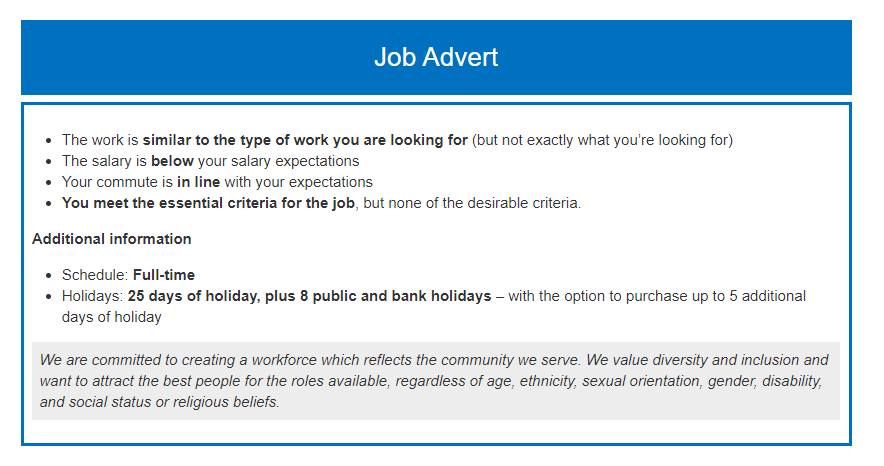 Job Advert
• The work is similar to the type of work you are looking for (but not exactly what you’re looking for)
• The salary is below your salary expectations
• Your commute is in line with your expectations
• You meet the essential criteria for the job, but none of the desirable criteria.
Additional information
• Schedule: Full-time
• Holidays: 25 days of holiday, plus 8 public and bank holidays – with the option to purchase up to 5 additional
days of holiday
We are committed to creating a workforce which reflects the community we serve. We value diversity and inclusion and
want to attract the best people for the roles available, regardless of age, ethnicity, sexual orientation, gender, disability,
and social status or religious beliefs.